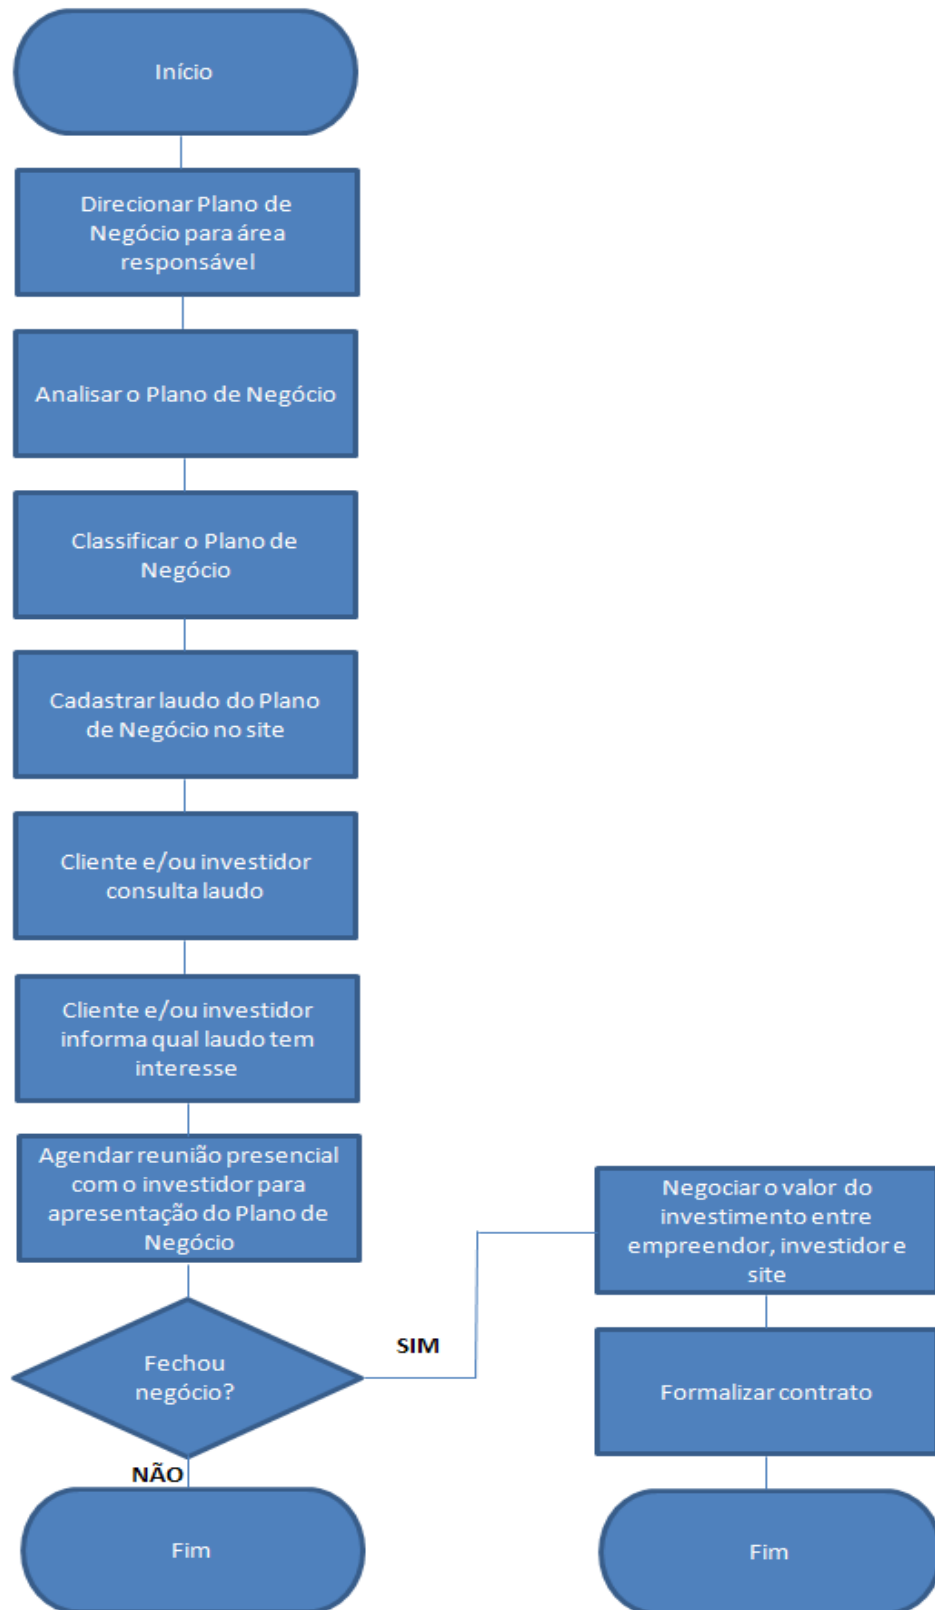 Início
Direcionar Plano de
Negócio para área
responsável
Analisar o Plano de Negócio
Classificar o Plano de
Negócio
Cadastrar laudo do Plano
de Negócio no site
Cliente e/ou investidor
consulta laudo
Cliente e/ou investidor
informa qual laudo tem
interesse
Agendar reunião presencial
com o investidor para
apresentação do Plano de
Negócio
Fechou
negócio?
NÃO
Fim
SIM
Negociar o valor do
investimento entre
empreendor, investidor e
site
Formalizar contrato
Fim